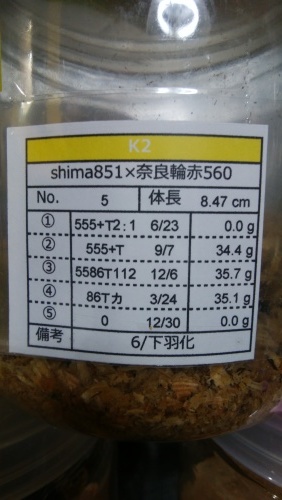 K2
shima851×奈良輪赤560
No. 5 体長 8.47 cm
① 555+T2:1 6/23 0.0 g
② 555+T 9/7 34.4 g
③ 5586T112 12/6 35.7 g
④ 86Tカ 3/24 35.1 g
⑤ 0 12/30 0.0 g
備考 6/下羽化